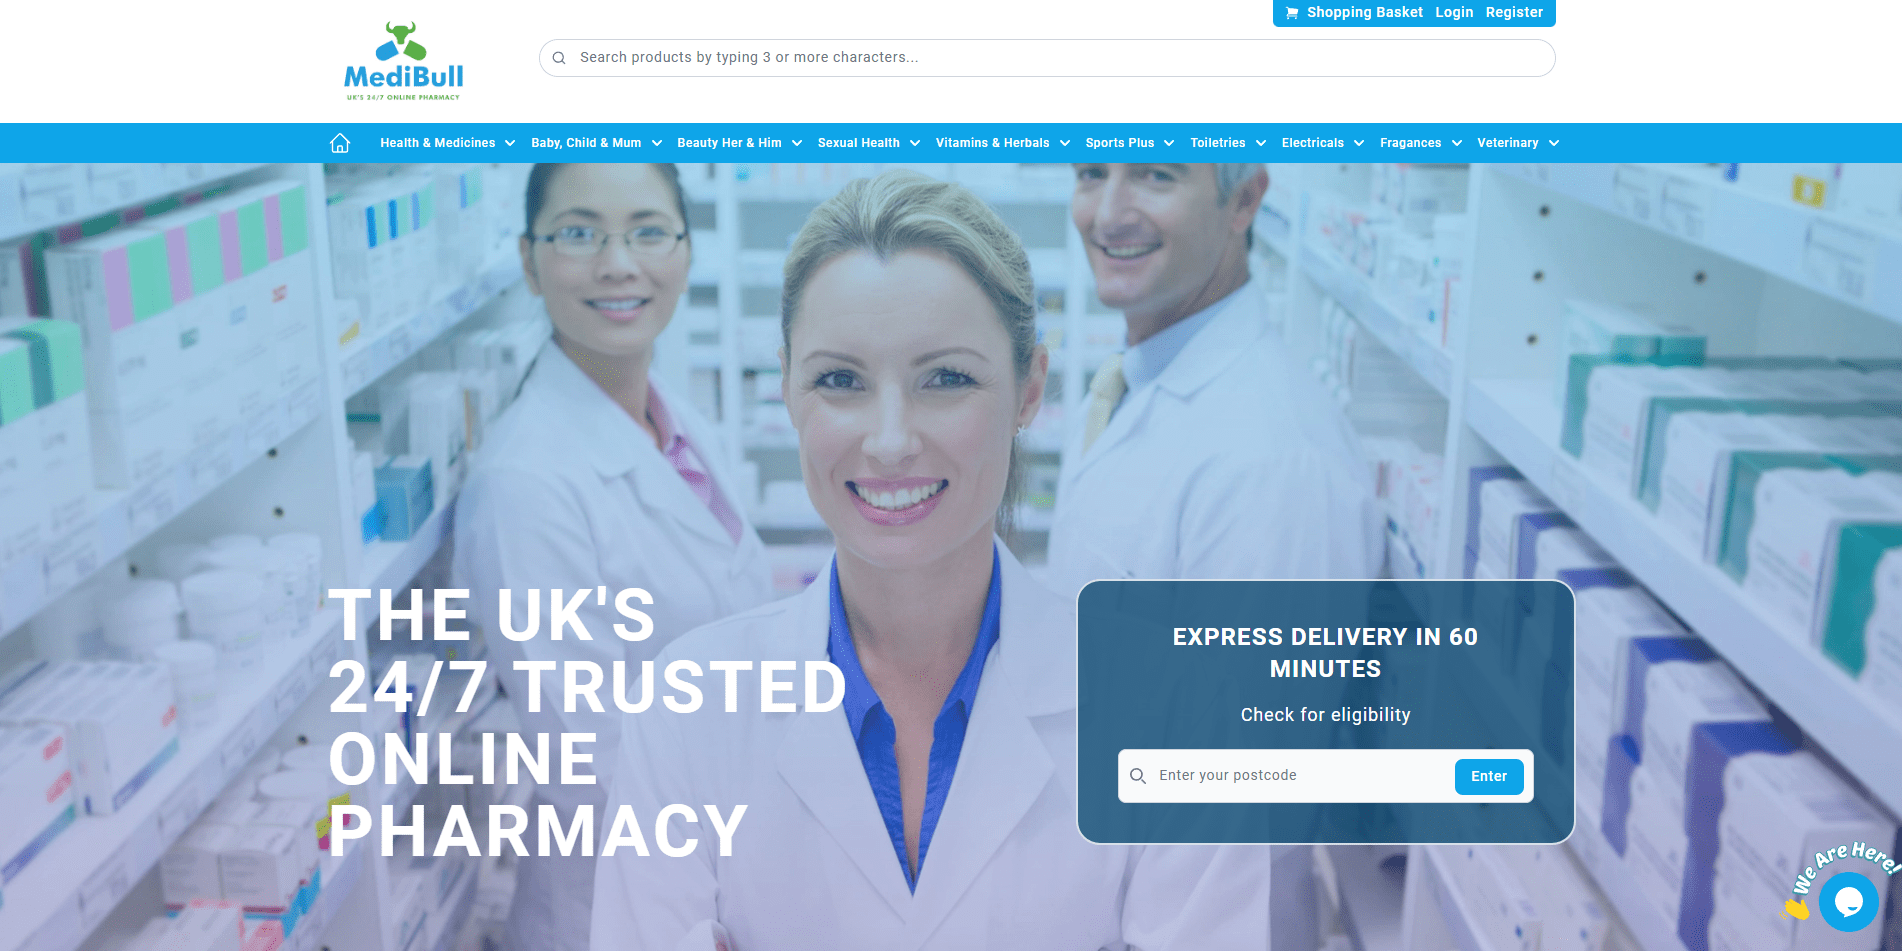 Shopping Basket Login Register
MediBull
UK'S 24/7 ONLINE PHARMACY
Search products by typing 3 or more characters...
Health & Medicines Baby, Child & Mum Beauty Her & Him Sexual Health Vitamins & Herbals Sports Plus Toiletries Electricals Fragances Veterinary
THE UK'S
24/7 TRUSTED
ONLINE
PHARMACY
EXPRESS DELIVERY IN 60
MINUTES
Check for eligibility
Enter your postcode Enter
We Are Here!